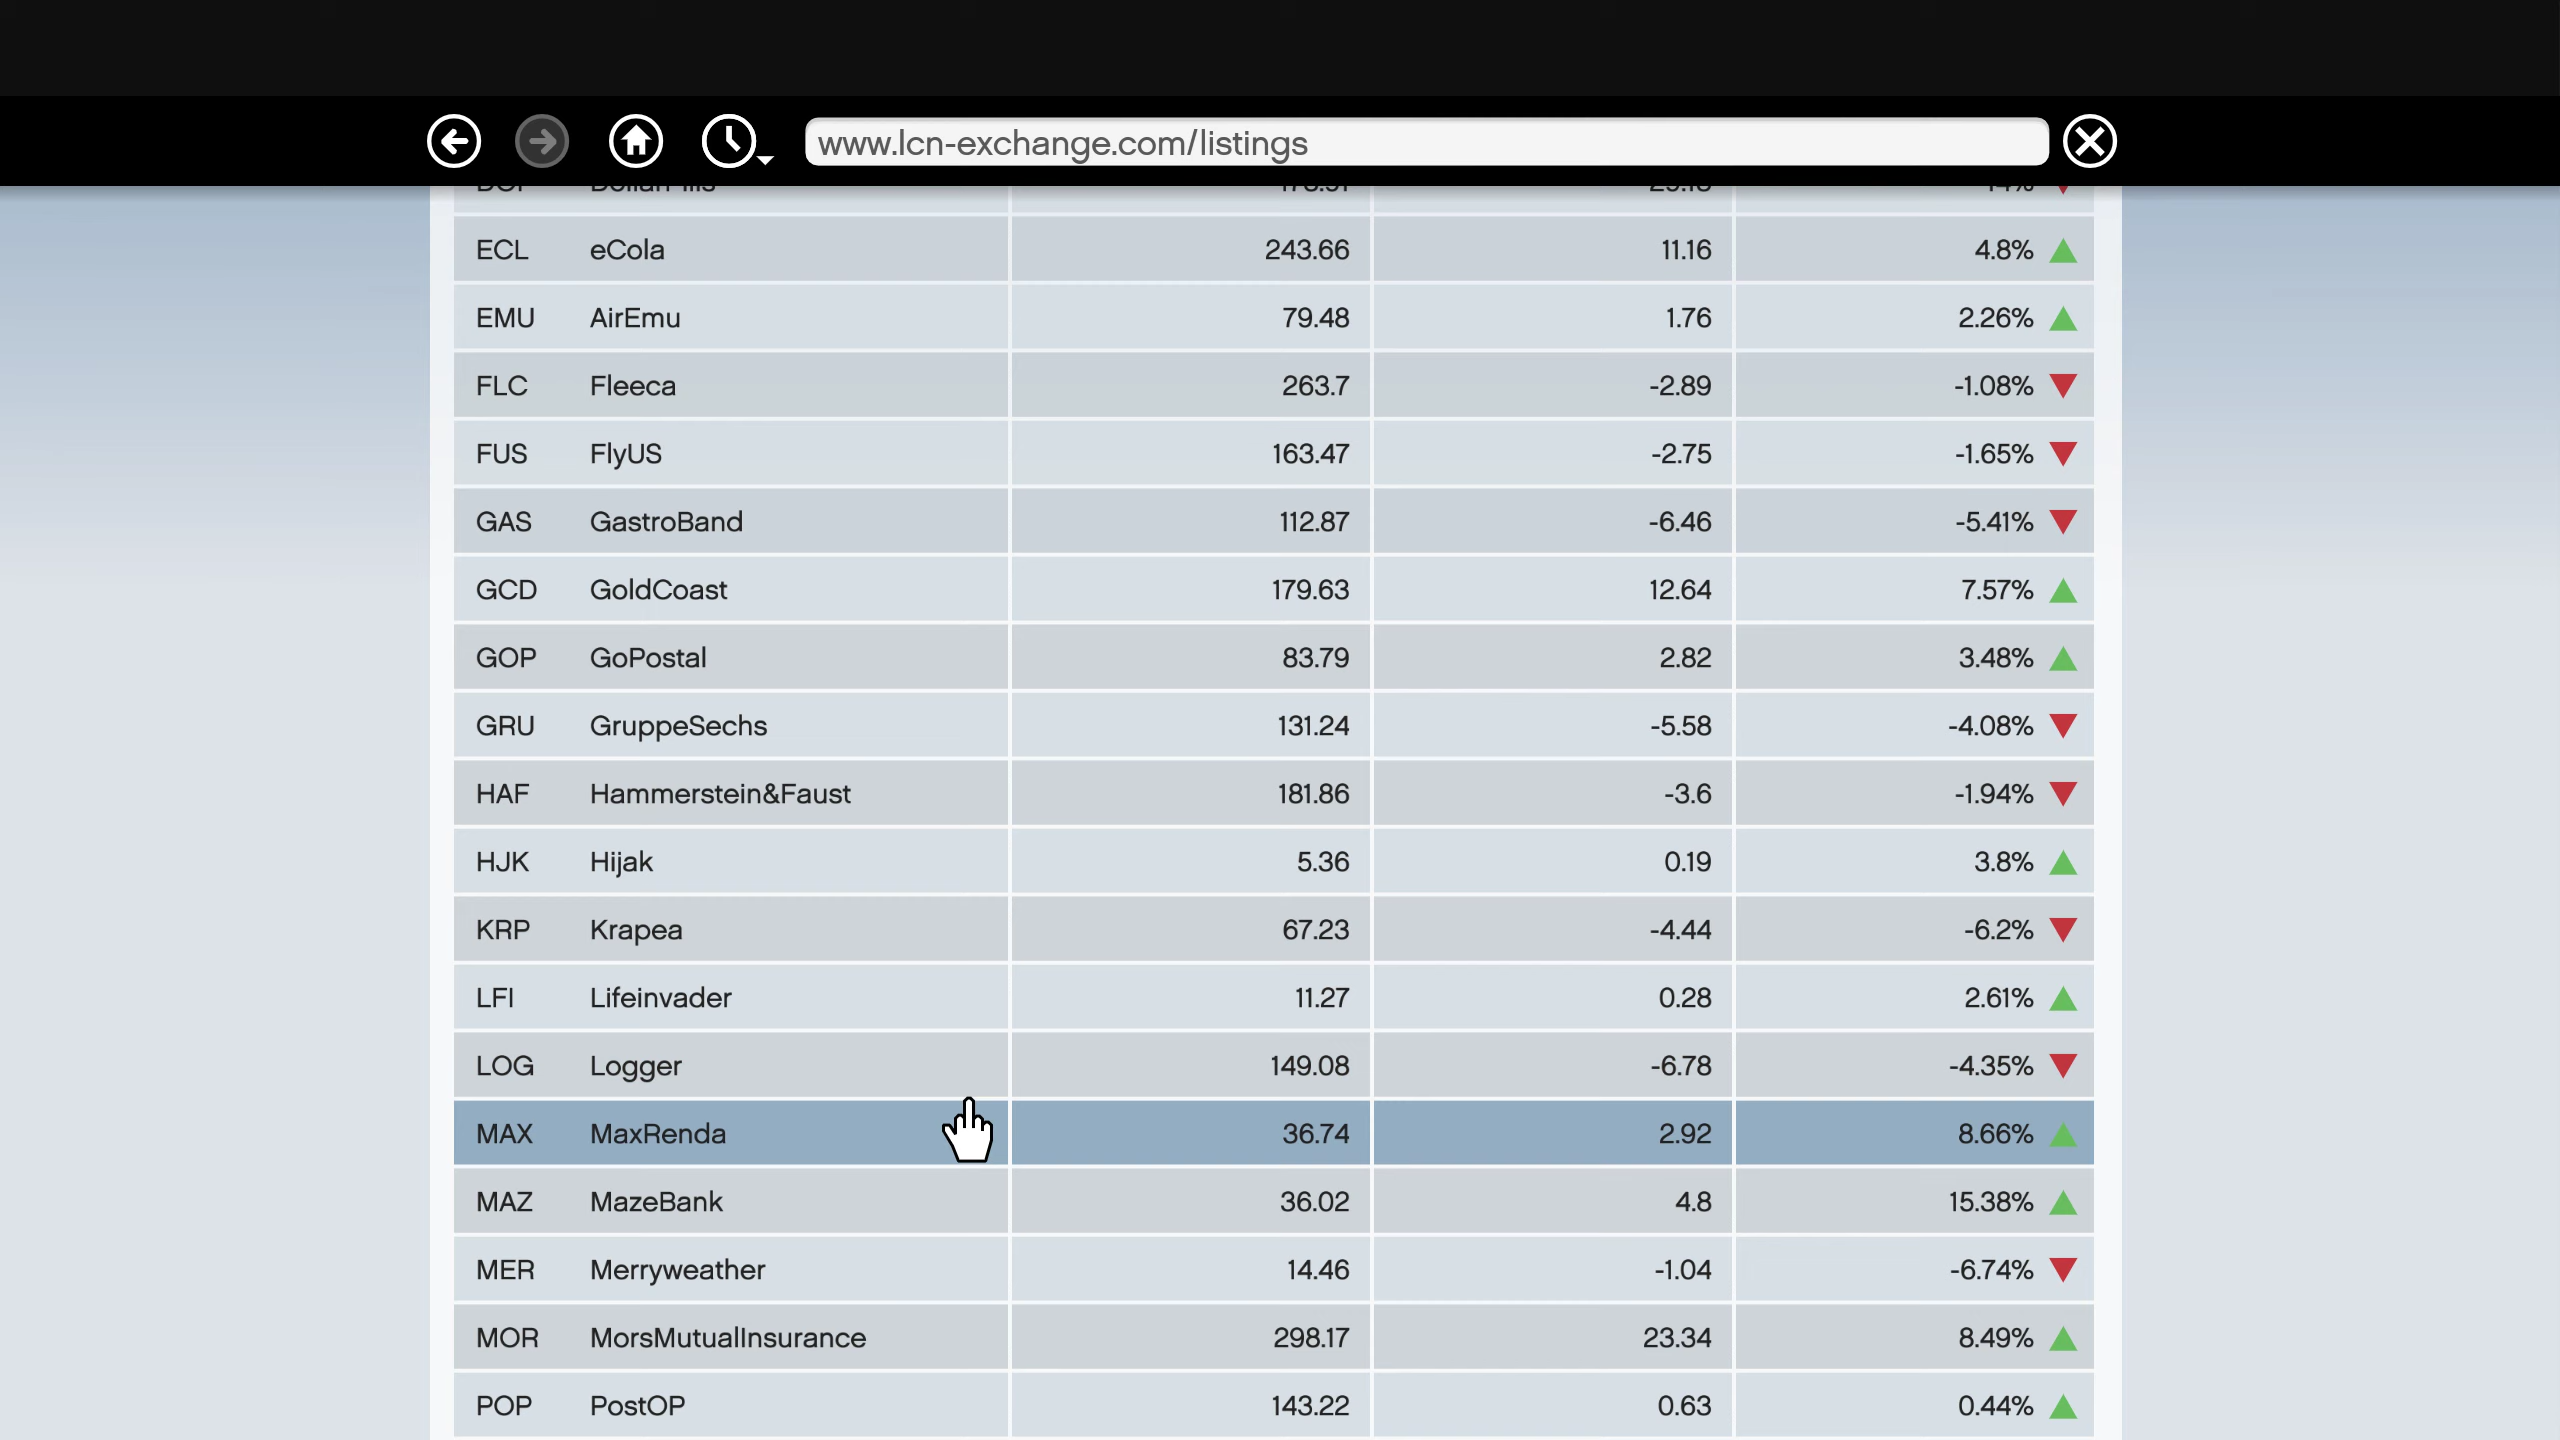 www.lcn-exchange.com/listings
ECL eCola 243.66 11.16 4.8%
EMU AirEmu 79.48 1.76 2.26%
FLC Fleeca 263.7 -2.89 -1.08%
FUS FlyUS 163.47 -2.75 -1.65%
GAS GastroBand 112.87 -6.46 -5.41%
GCD GoldCoast 179.63 12.64 7.57%
GOP GoPostal 83.79 2.82 3.48%
GRU GruppeSechs 131.24 -5.58 -4.08%
HAF Hammerstein&Faust 181.86 -3.6 -1.94%
HJK Hijak 5.36 0.19 3.8%
KRP Krapea 67.23 -4.44 -6.2%
LFI Lifeinvader 11.27 0.28 2.61%
LOG Logger 149.08 -6.78 -4.35%
MAX MaxRenda 36.74 2.92 8.66%
MAZ MazeBank 36.02 4.8 15.38%
MER Merryweather 14.46 -1.04 -6.74%
MOR MorsMutualInsurance 298.17 23.34 8.49%
POP PostOP 143.22 0.63 0.44%